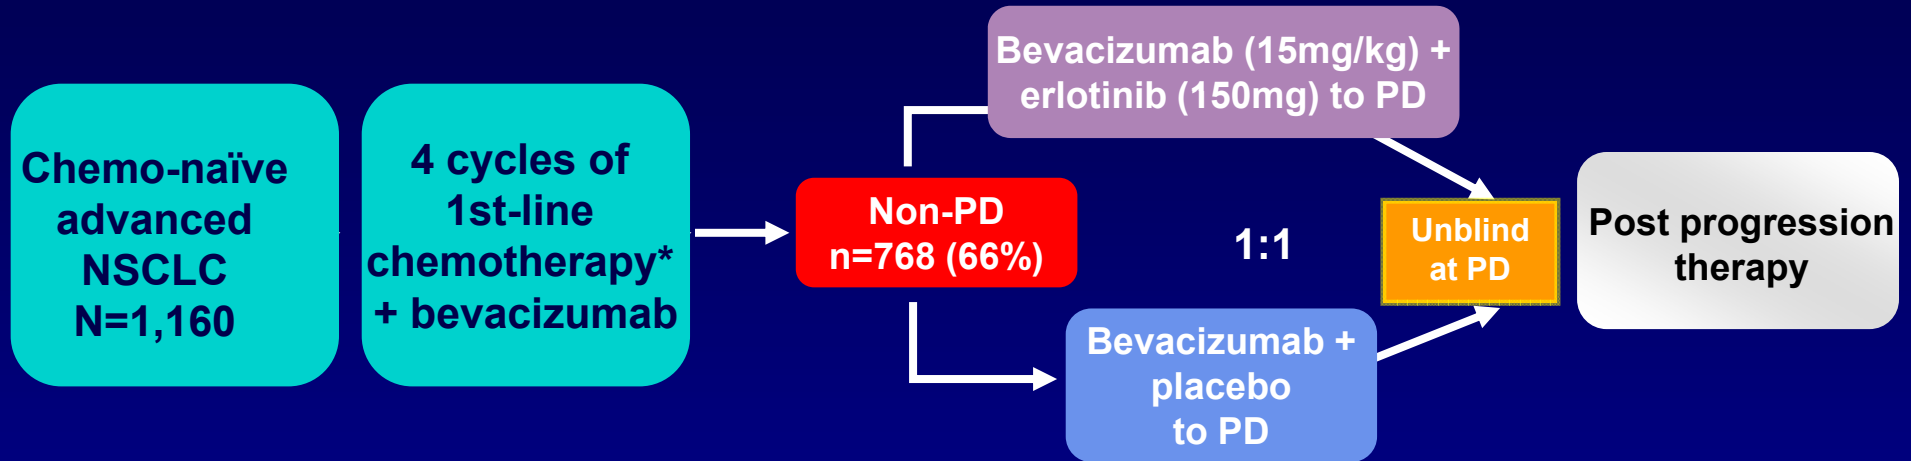 Chemo-naïve
advanced
NSCLC
N=1,160
4 cycles of
1st-line
chemotherapy*
+ bevacizumab
Non-PD
n=768 (66%)
Bevacizumab (15mg/kg) +
erlotinib (150mg) to PD
1:1
Bevacizumab +
placebo
to PD
Unblind
at PD
Post progression
therapy